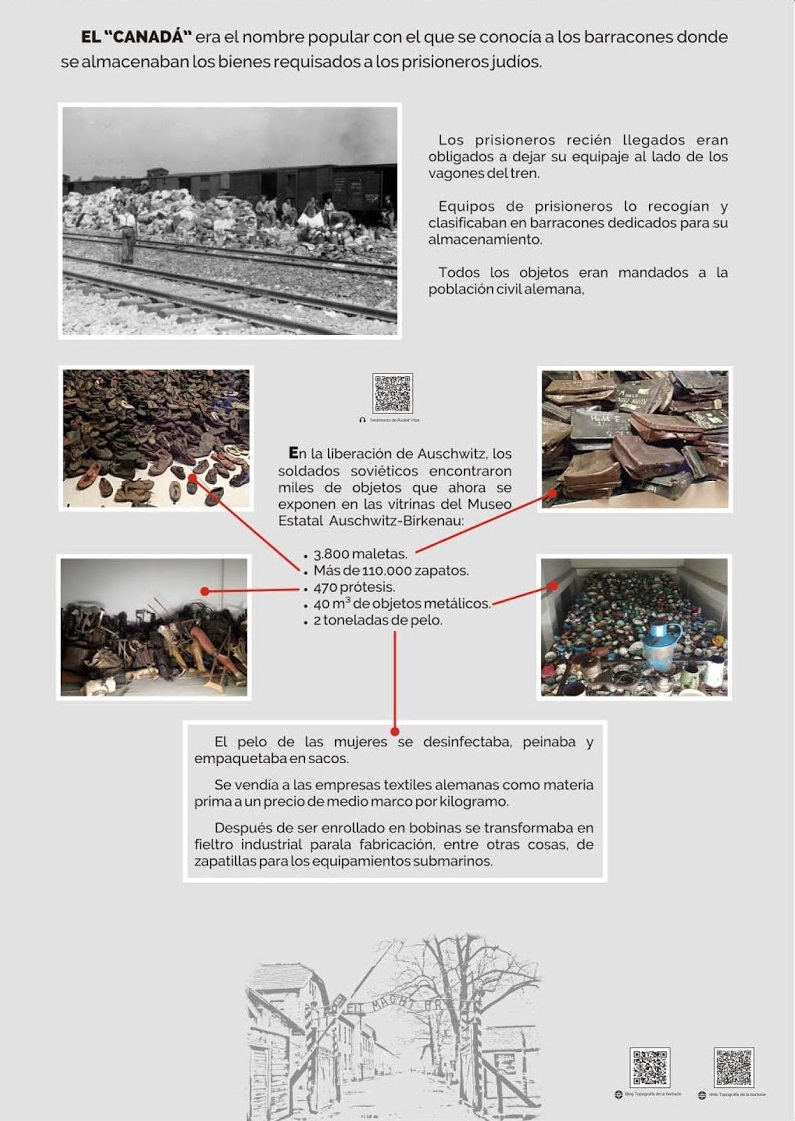 EL “CANADÁ” era el nombre popular con el que se conocía a los barracones donde
se almacenaban los bienes requisados a los prisioneros judíos.
Los prisioneros recién llegados eran
obligados a dejar su equipaje al lado de los
vagones del tren.
Equipos de prisioneros lo recogían y
clasificaban en barracones dedicados para su
almacenamiento.
Todos los objetos eran mandados a la
población civil alemana,
Testimonio de Rudolf Vrba
En la liberación de Auschwitz, los
soldados soviéticos encontraron
miles de objetos que ahora se
exponen en las vitrinas del Museo
Estatal Auschwitz-Birkenau:
• 3.800 maletas.
• Más de 110.000 zapatos.
• 470 prótesis.
• 40 m³ de objetos metálicos.
• 2 toneladas de pelo.
El pelo de las mujeres se desinfectaba, peinaba y
empaquetaba en sacos.
Se vendía a las empresas textiles alemanas como materia
prima a un precio de medio marco por kilogramo.
Después de ser enrollado en bobinas se transformaba en
fieltro industrial parala fabricación, entre otras cosas, de
zapatillas para los equipamientos submarinos.
EIT MACHT FR
Blog Topografía de la barbarie
Web Topografía de la barbarie